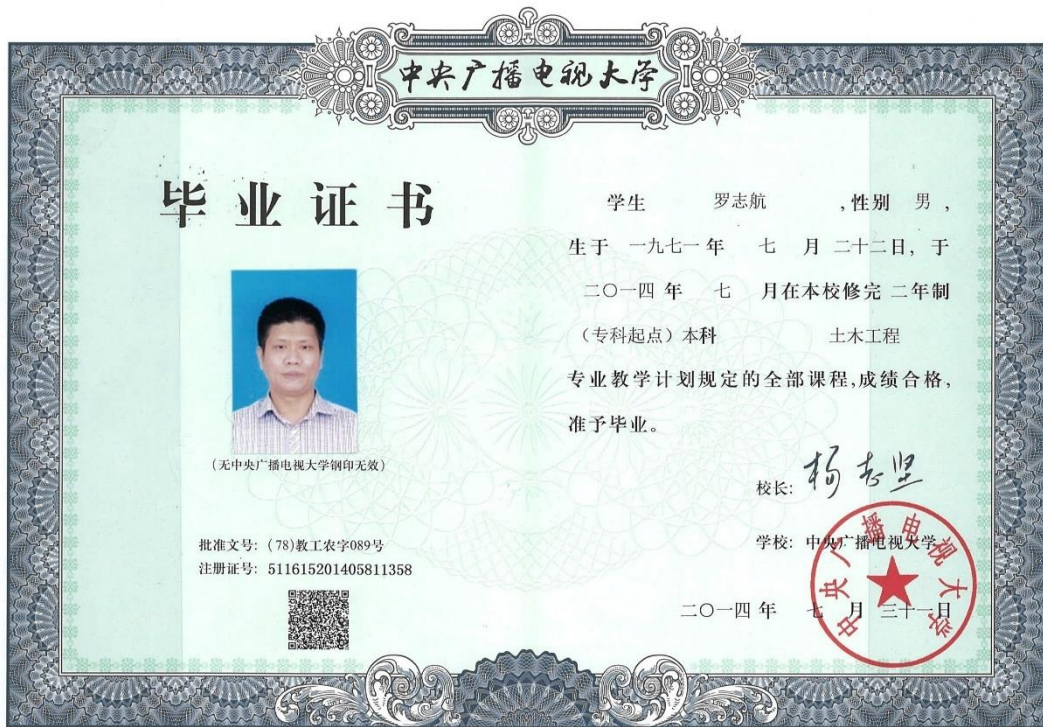 中央广播电视大学
毕业证书
学生 罗志航 ,性别 男 ,
生于 一九七一 年 七 月 二十二日, 于
二〇一四 年 七 月在本校修完 二年制
(专科起点) 本科 土木工程
专业教学计划规定的全部课程,成绩合格,
准予毕业。
(无中央广播电视大学钢印无效)
校长: 杨志坚
批准文号: (78)教工农字089号
注册证号: 511615201405811358
学校: 中央广播电视大学
二〇一四 年 七 月 三十一日
中央广播电视大学